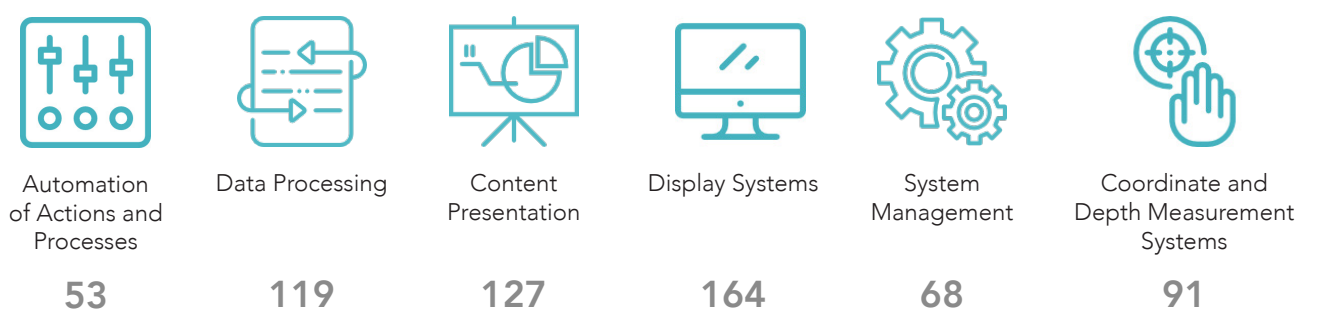 Automation
of Actions and
Processes
53
Data Processing
119
Content
Presentation
127
Display Systems
164
System
Management
68
Coordinate and
Depth Measurement
Systems
91